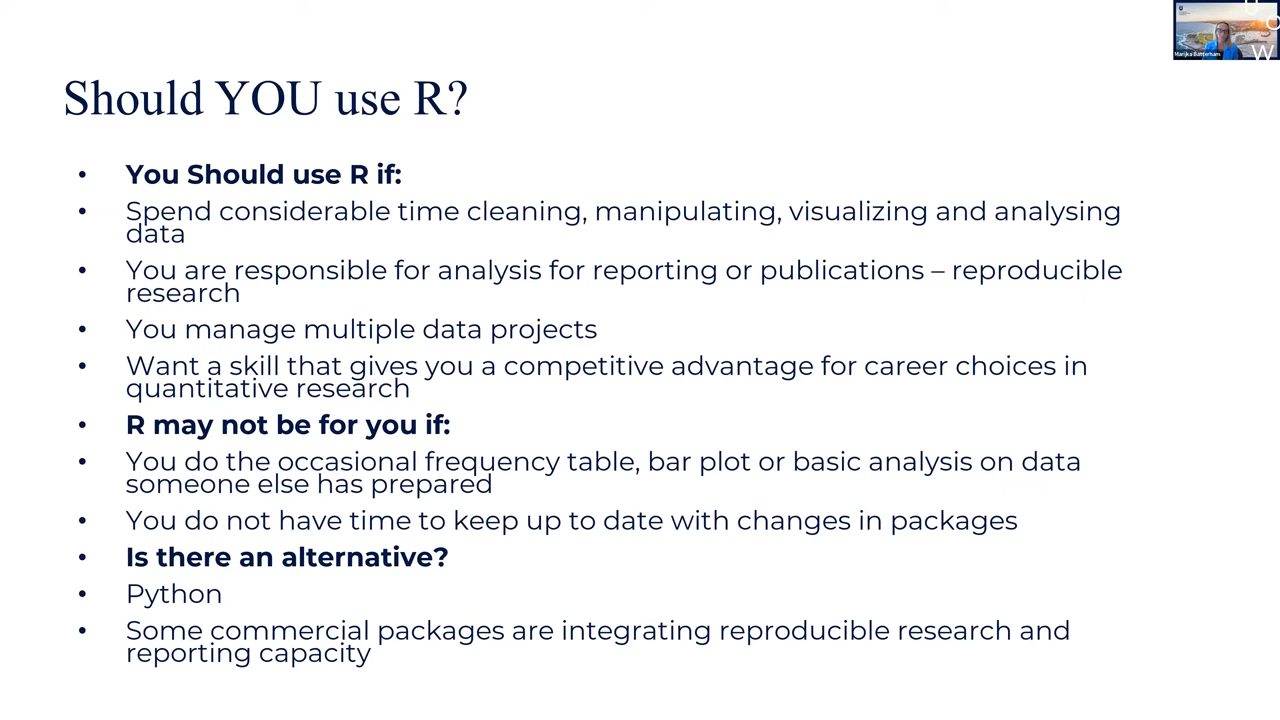 Should YOU use R?
• You Should use R if:
• Spend considerable time cleaning, manipulating, visualizing and analysing
data
• You are responsible for analysis for reporting or publications – reproducible
research
• You manage multiple data projects
• Want a skill that gives you a competitive advantage for career choices in
quantitative research
• R may not be for you if:
• You do the occasional frequency table, bar plot or basic analysis on data
someone else has prepared
• You do not have time to keep up to date with changes in packages
• Is there an alternative?
• Python
• Some commercial packages are integrating reproducible research and
reporting capacity
U
O
W
Marijka Batterham